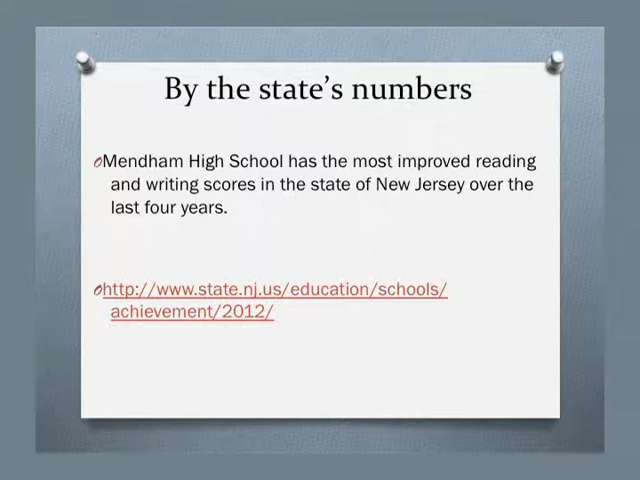 By the state's numbers
Mendham High School has the most improved reading
and writing scores in the state of New Jersey over the
last four years.
http://www.state.nj.us/education/schools/
achievement/2012/